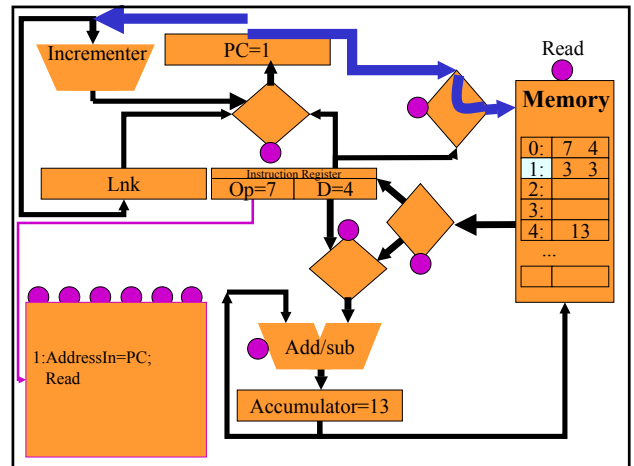 Incrementer
PC=1
Read
Memory
0: 7 4
1: 3 3
2:
3:
4: 13
...
Lnk
Instruction Register
Op=7 D=4
Add/sub
1:AddressIn=PC;
Read
Accumulator=13